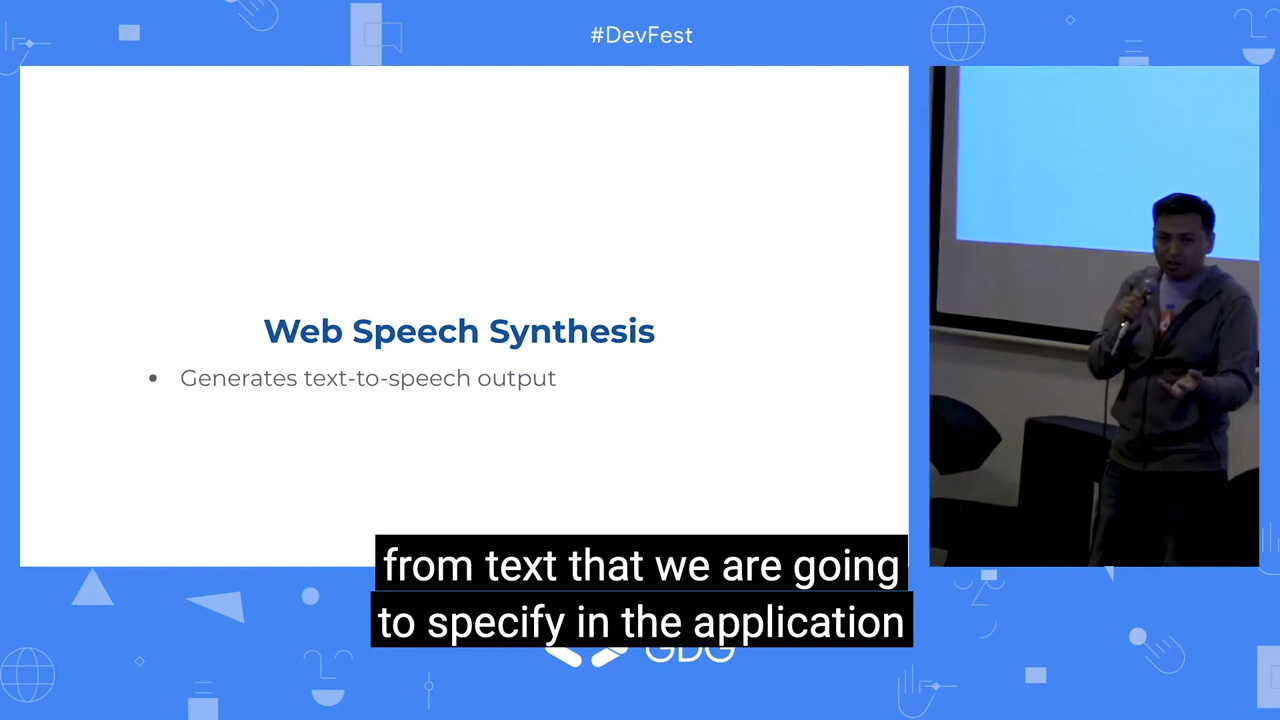 #DevFest
Web Speech Synthesis
• Generates text-to-speech output
from text that we are going
to specify in the application
GDG